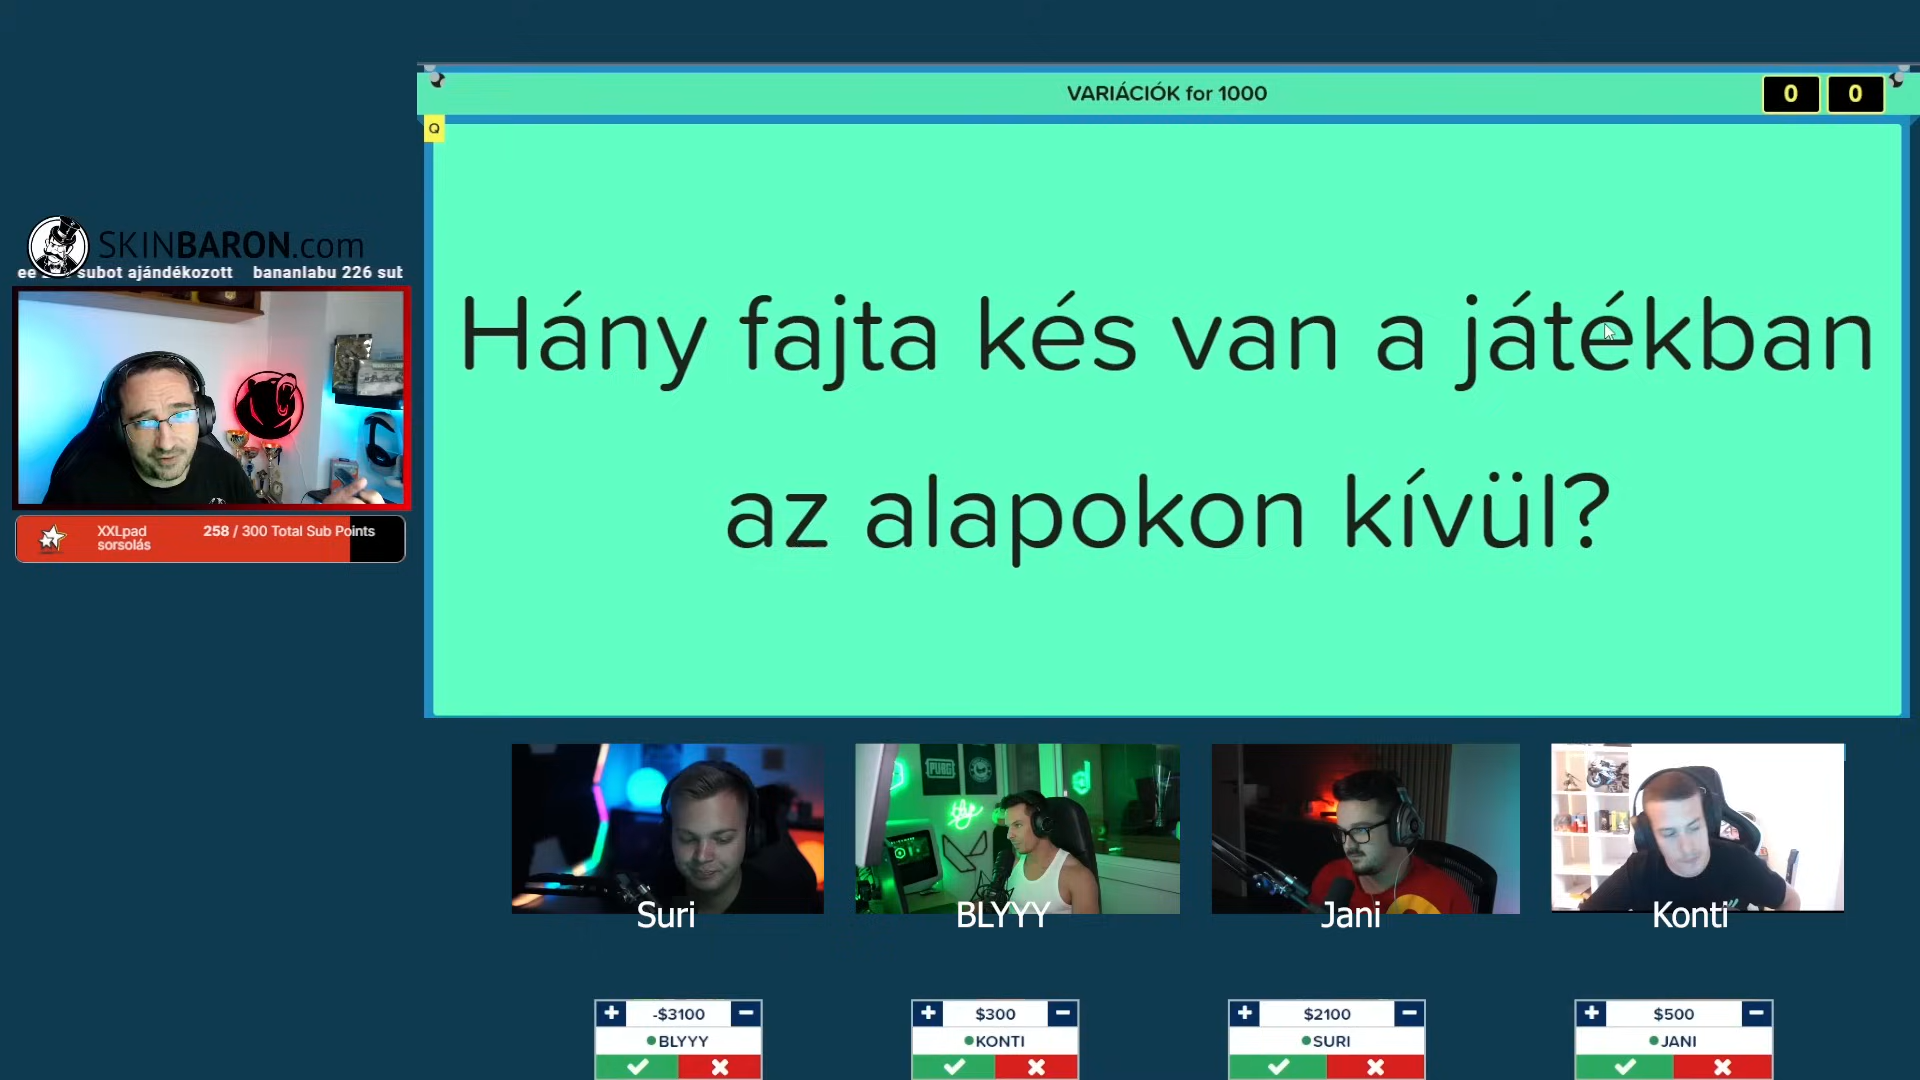 VARIÁCIÓK for 1000
0 0
Q
Hány fajta kés van a játékban
az alapokon kívül?
SKINBARON.com
subot ajándékozott bananlabu 226 sub
XXLpad
sorsolás
258 / 300 Total Sub Points
PUBG
Suri
BLYYY
Jani
Konti
-$3100
BLYYY
$300
KONTI
$2100
SURI
$500
JANI